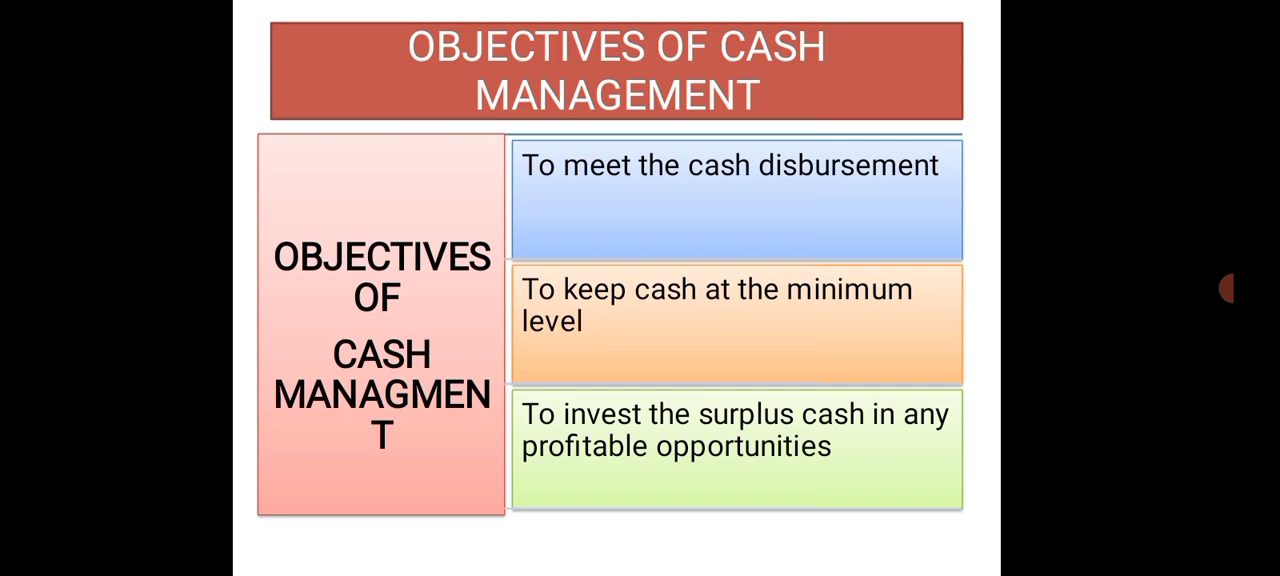 OBJECTIVES OF CASH
MANAGEMENT
OBJECTIVES
OF
CASH
MANAGMEN
T
To meet the cash disbursement
To keep cash at the minimum
level
To invest the surplus cash in any
profitable opportunities